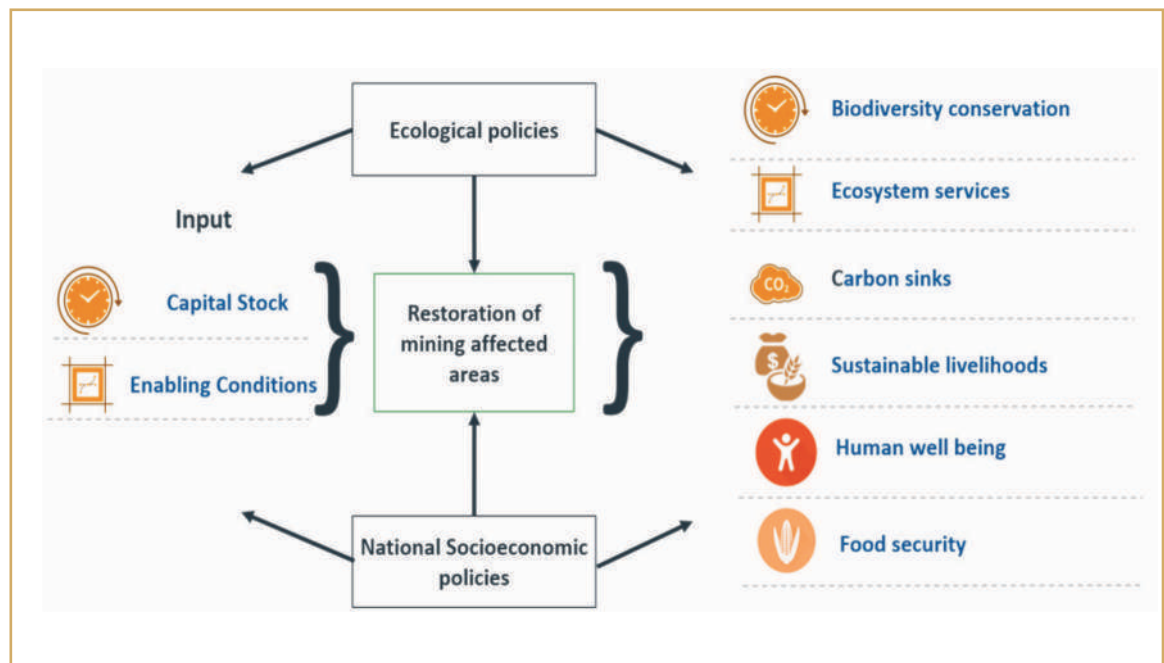 Ecological policies
Input
Capital Stock
Enabling Conditions
Restoration of
mining affected
areas
National Socioeconomic
policies
Biodiversity conservation
Ecosystem services
CO₂
Carbon sinks
$
Sustainable livelihoods
Human well being
Food security